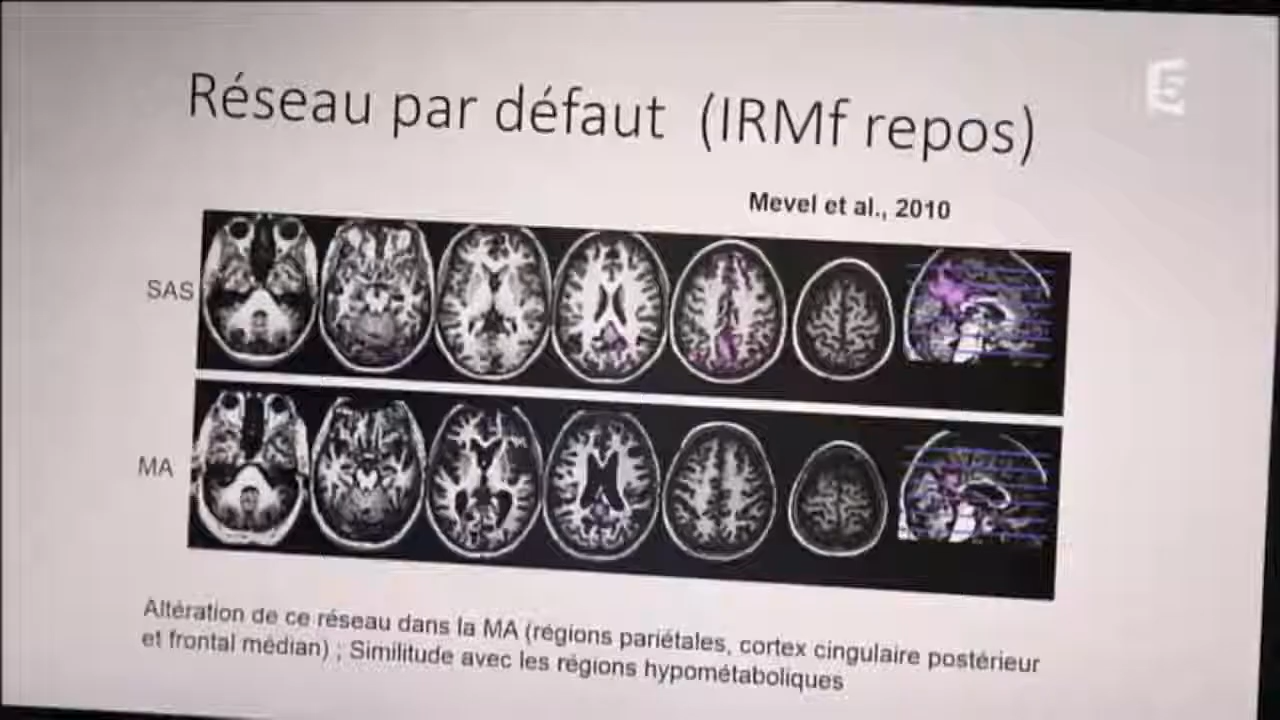 Réseau par défaut (IRMf repos)
Mevel et al., 2010
SAS
MA
Altération de ce réseau dans la MA (régions pariétales, cortex cingulaire postérieur
et frontal médian) ; Similitude avec les régions hypométaboliques
5